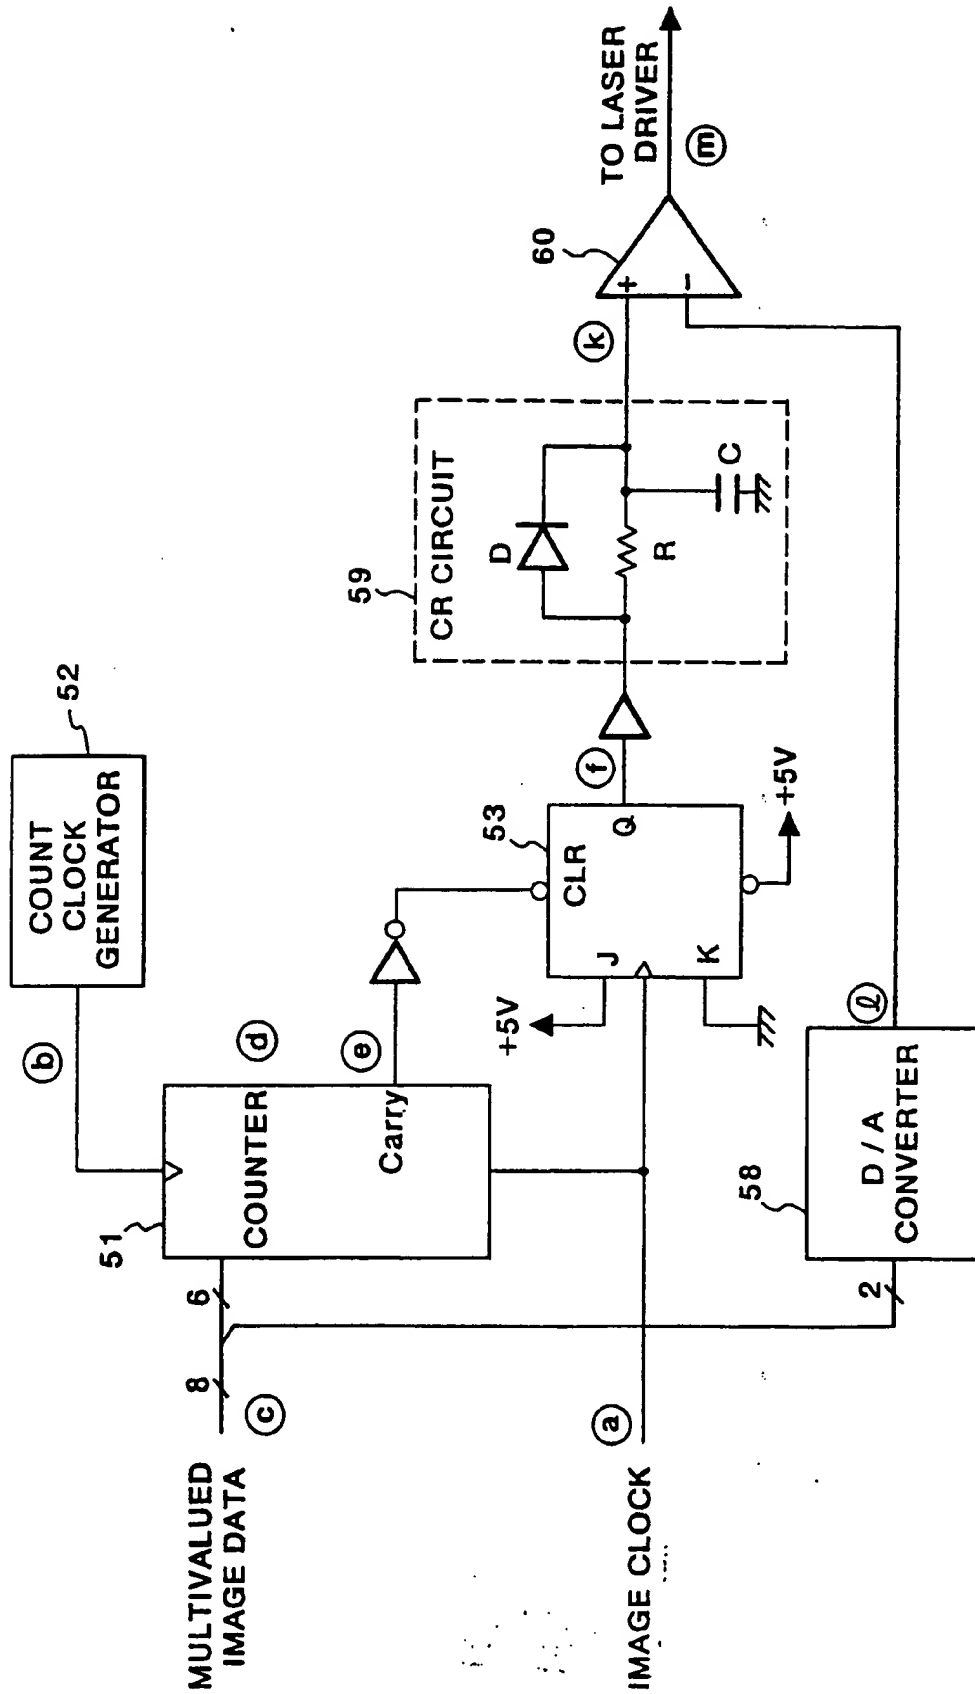 MULTIVALUED
IMAGE DATA
8
c
6
51
COUNTER
Carry
d
e
b
COUNT
CLOCK
GENERATOR
52
IMAGE CLOCK
a
+5V
J
K
CLR
Q
53
+5V
f
59
CR CIRCUIT
D
R
C
k
60
+
-
TO LASER
DRIVER
m
2
58
D/A
CONVERTER
ℓ